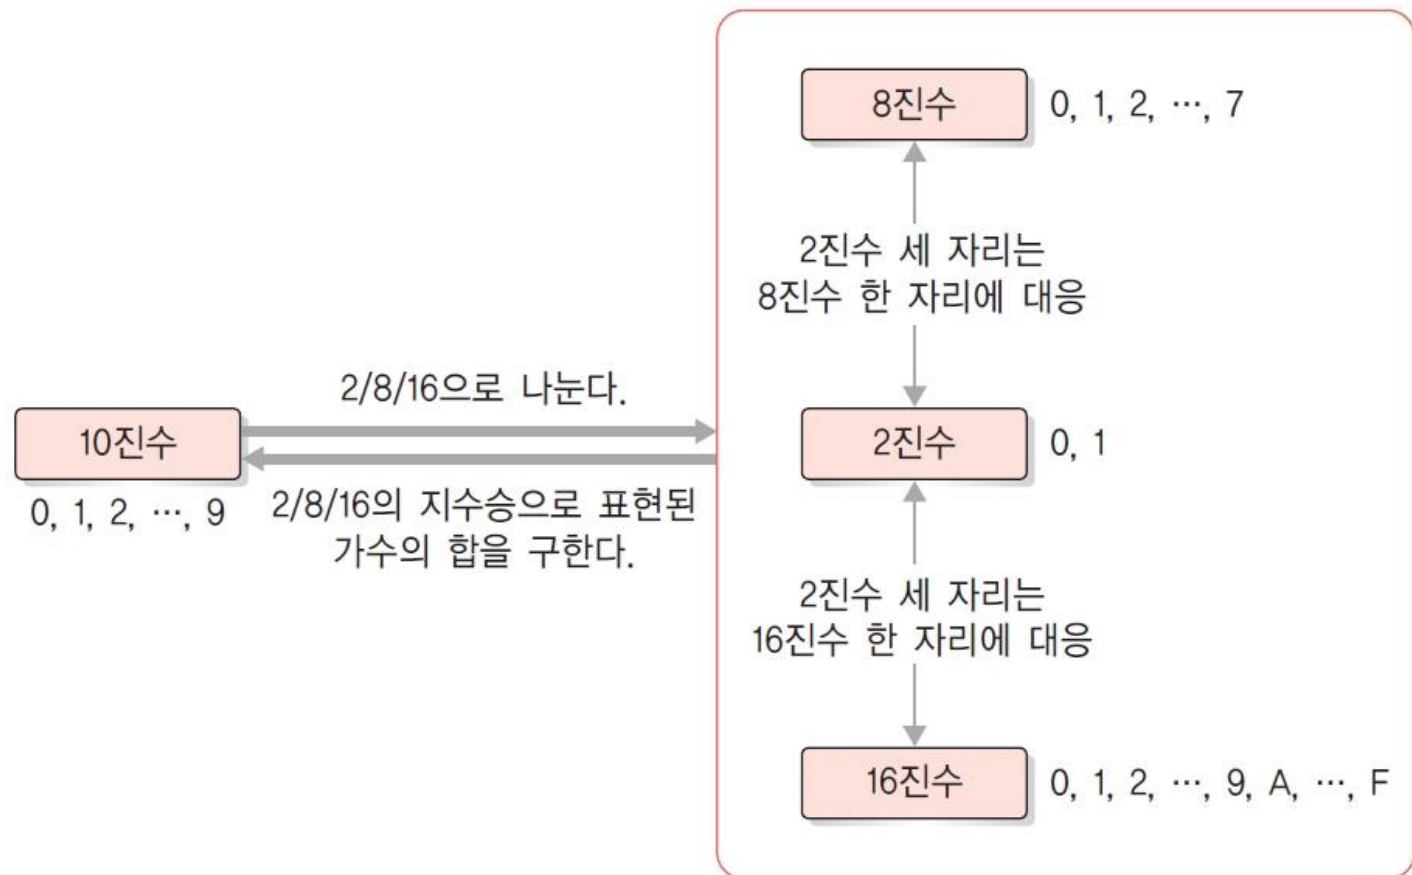 8진수
0, 1, 2, ⋯, 7
2진수 세 자리는
8진수 한 자리에 대응
2/8/16으로 나눈다.
10진수
0, 1, 2, ⋯, 9
2/8/16의 지수승으로 표현된
가수의 합을 구한다.
2진수
0, 1
2진수 세 자리는
16진수 한 자리에 대응
16진수
0, 1, 2, ⋯, 9, A, ⋯, F